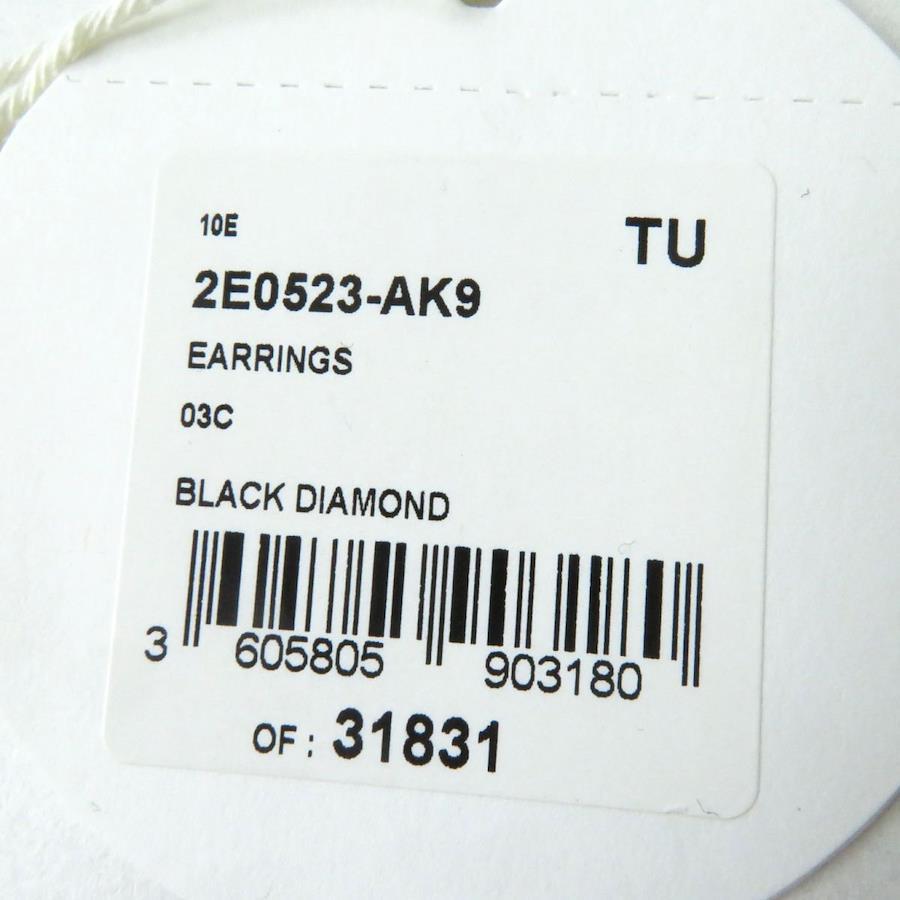 10E
TU
2E0523-AK9
EARRINGS
03C
BLACK DIAMOND
3 605805 903180
OF : 31831